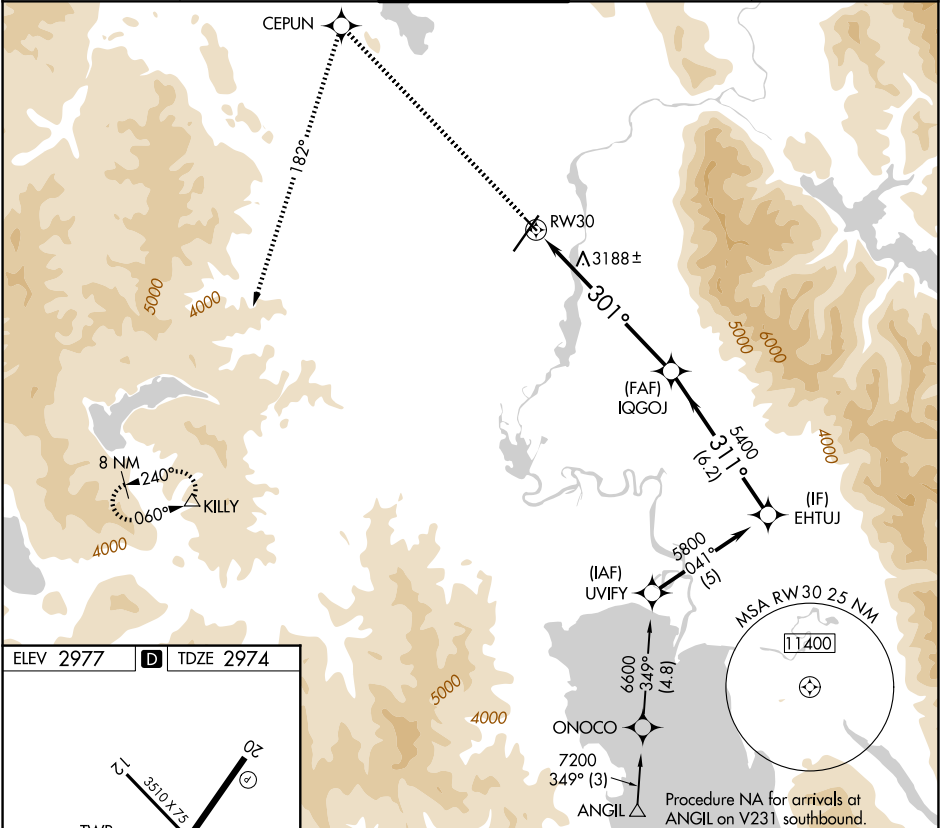 CEPUN
182°
RW30
3188±
301°
5000
4000
5000
6000
(FAF)
IQGOJ
5400
311°
(6.2)
4000
8 NM
240°
060°
KILLY
4000
(IF)
EHTUJ
5800
041°
(5)
(IAF)
UVIFY
MSA RW30 25 NM
11400
ELEV 2977 D TDZE 2974
5000
4000
6600
349°
(4.8)
ONOCO
7200
349° (3)
ANGIL
Procedure NA for arrivals at
ANGIL on V231 southbound.
20
P
12
3510 X 75